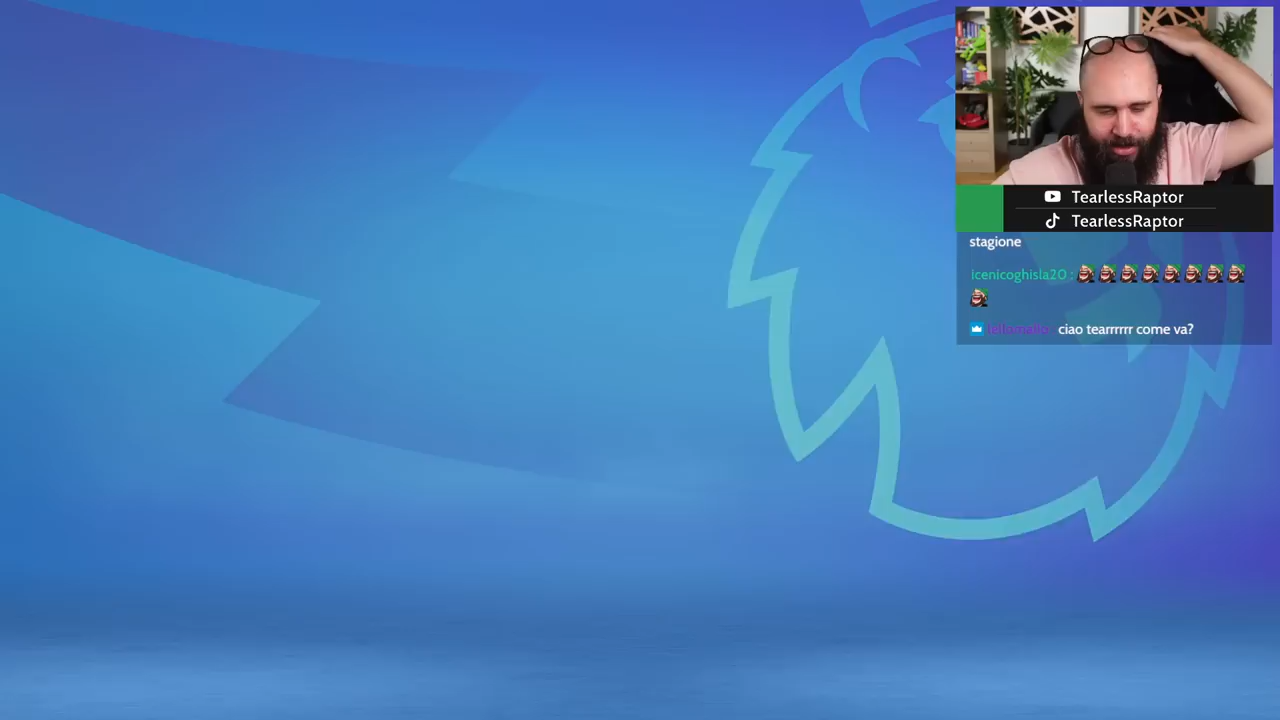 TearlessRaptor
TearlessRaptor
stagione
icenicoghisla20 :
ciao tearrrrrr come va?